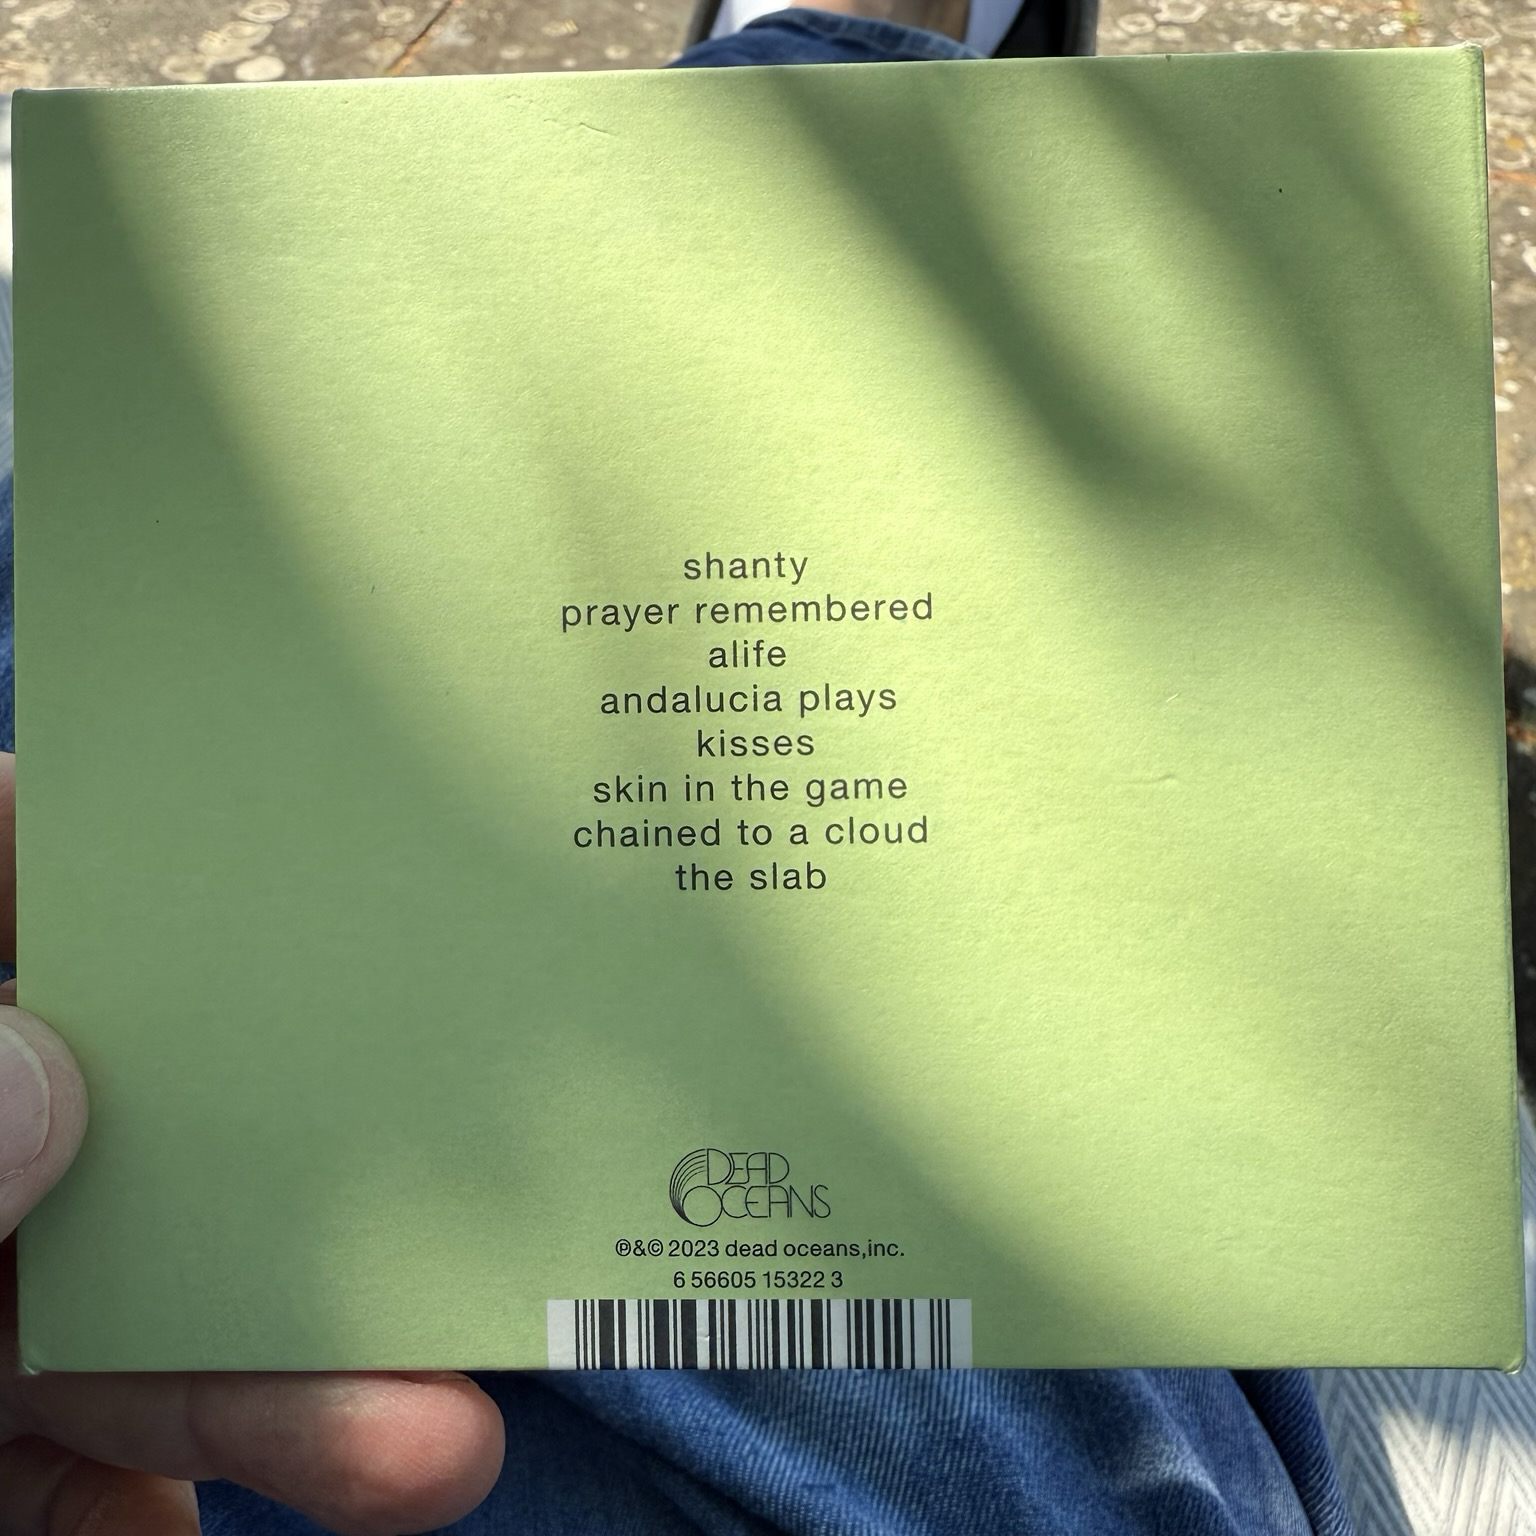 shanty
prayer remembered
alife
andalucia plays
kisses
skin in the game
chained to a cloud
the slab
DEAD
OCEANS
℗&© 2023 dead oceans,inc.
6 56605 15322 3